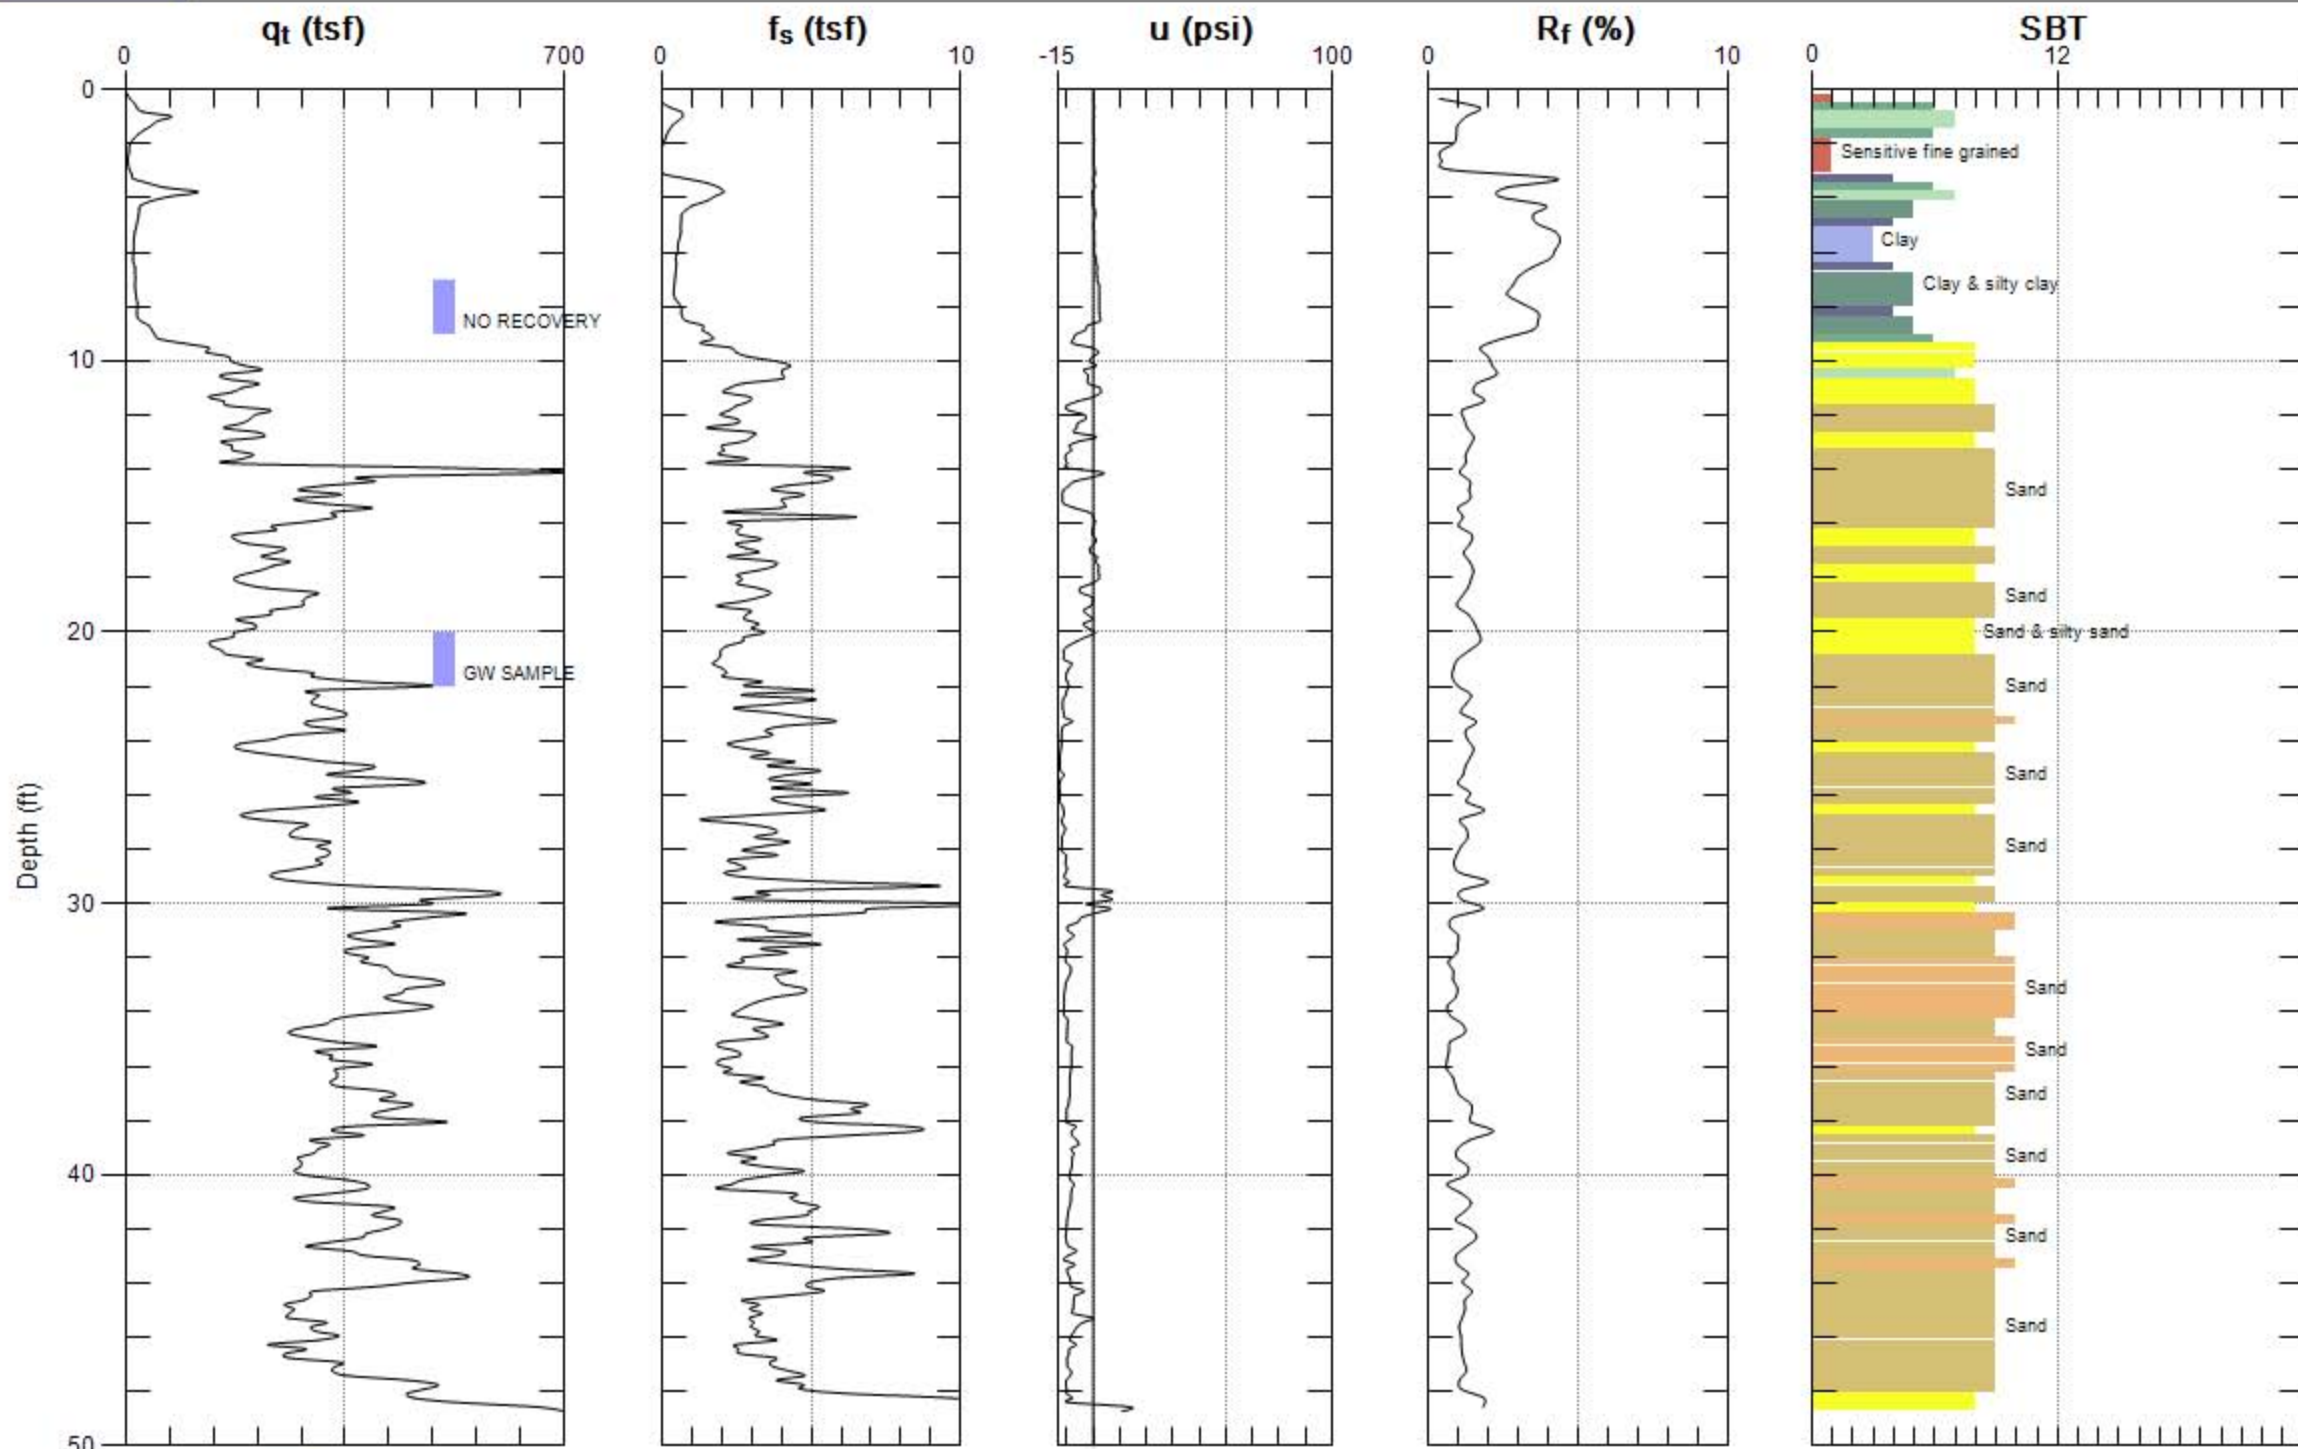 qt (tsf) fs (tsf) u (psi) Rf (%) SBT
0 700 0 10 -15 100 0 10 0 12
0
Sensitive fine grained
Clay
Clay & silty clay
NO RECOVERY
10
Sand
Sand
20
Sand & silty sand
GW SAMPLE
Sand
Sand
Depth (ft)
Sand
30
Sand
Sand
Sand
Sand
40
Sand
Sand
50